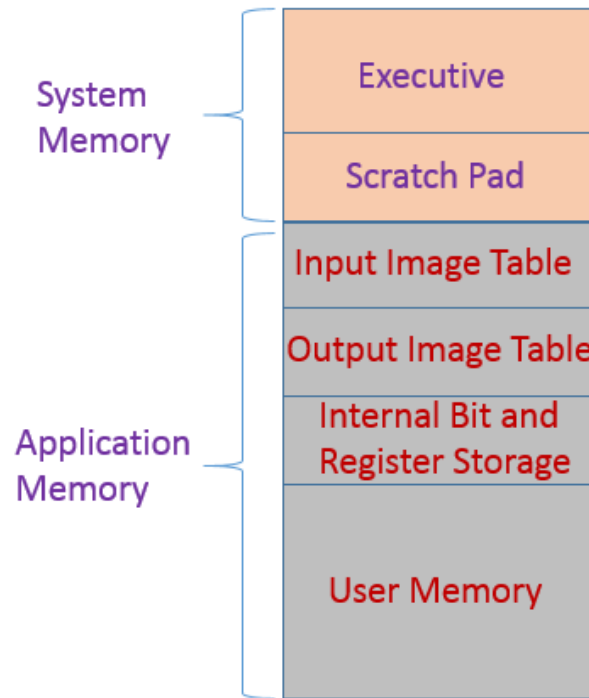 System
Memory
Executive
Scratch Pad
Application
Memory
Input Image Table
Output Image Table
Internal Bit and
Register Storage
User Memory